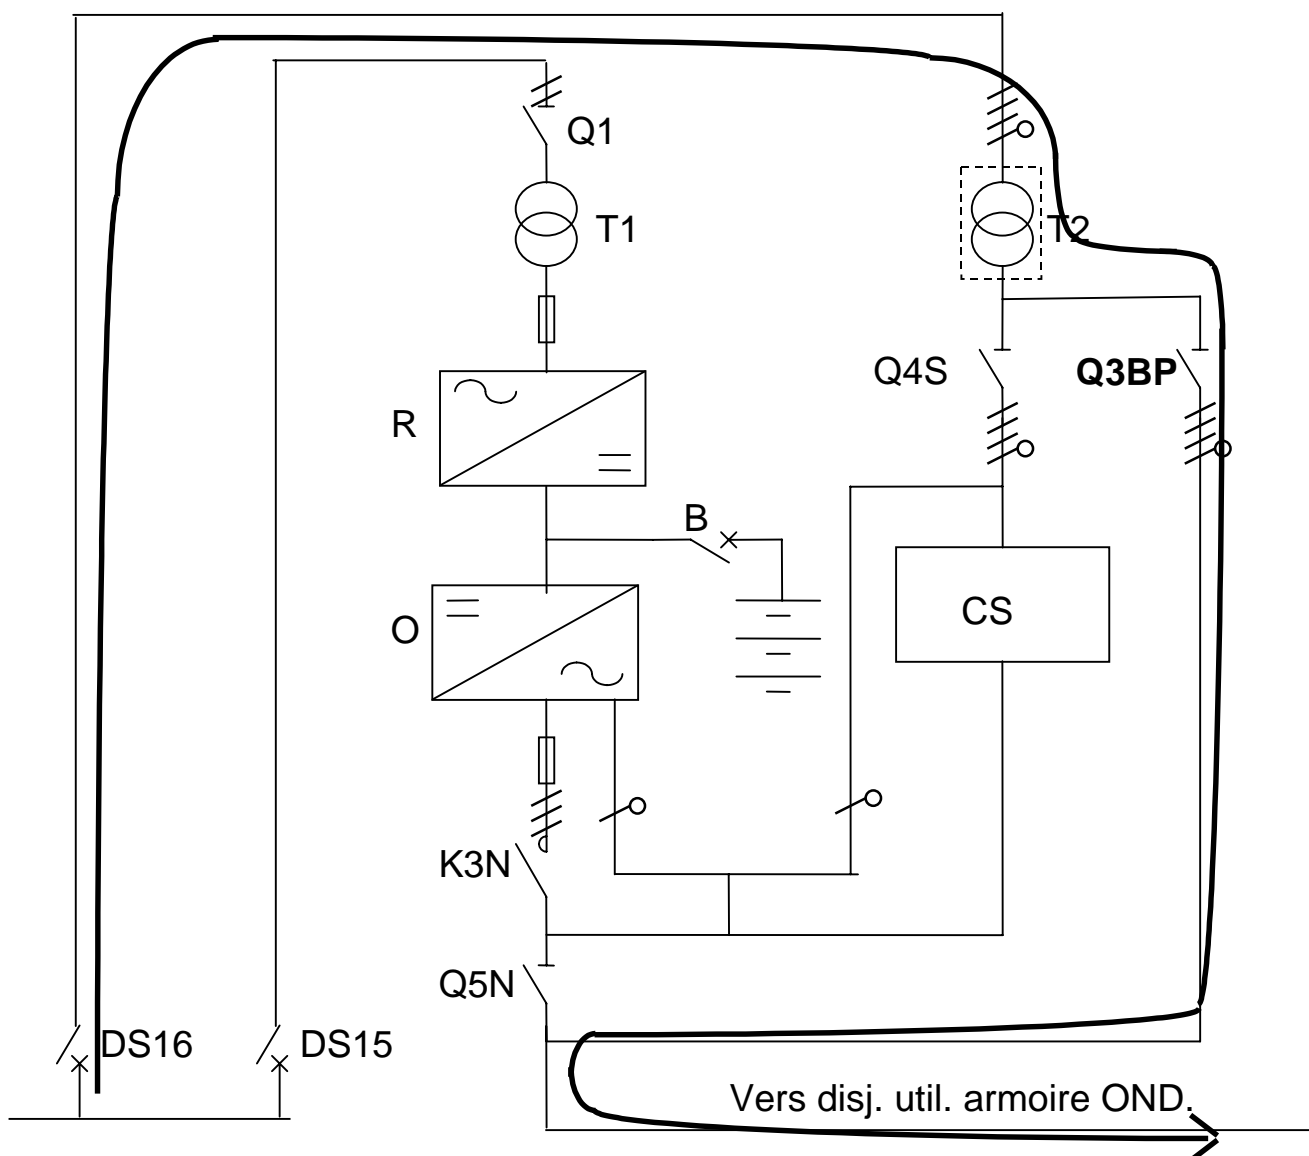 Q1
T1
T2
Q4S
Q3BP
R
B
O
CS
K3N
Q5N
DS16
DS15
Vers disj. util. armoire OND.